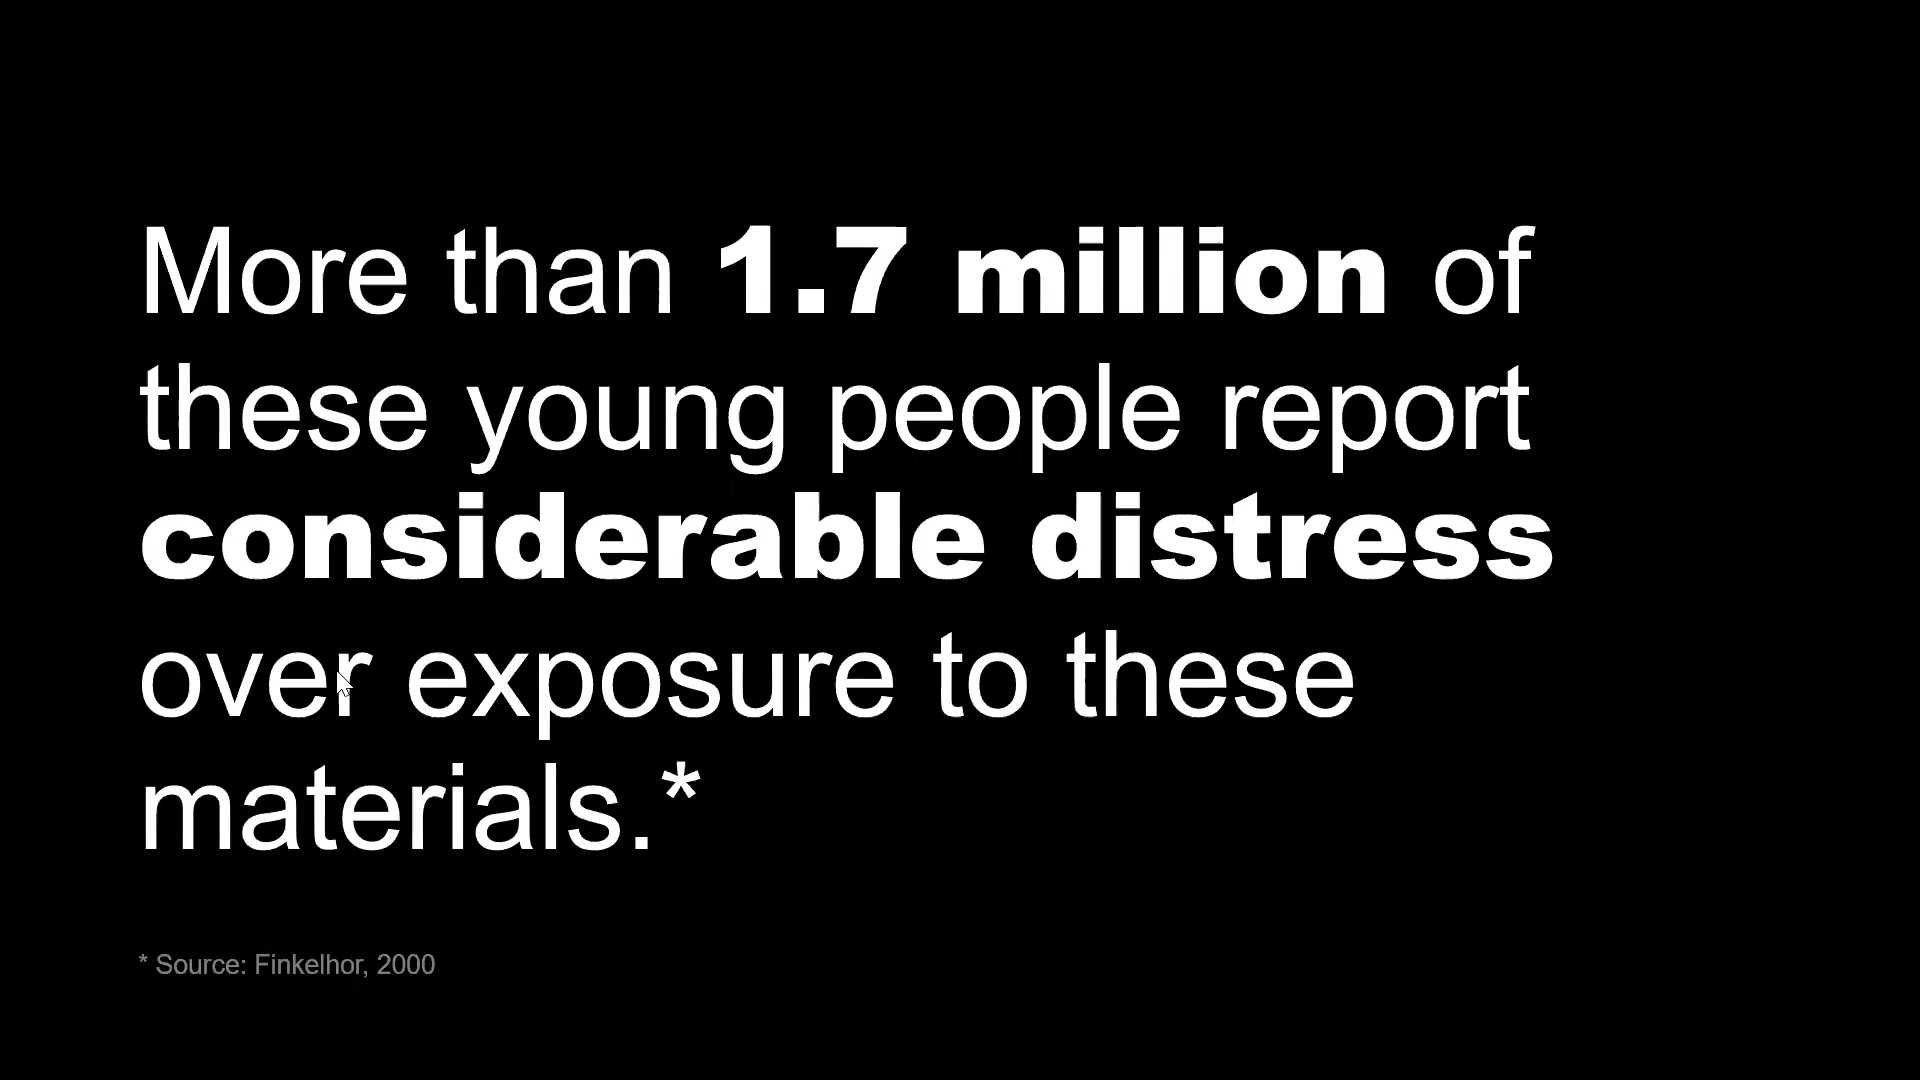 More than 1.7 million of
these young people report
considerable distress
over exposure to these
materials.*
* Source: Finkelhor, 2000